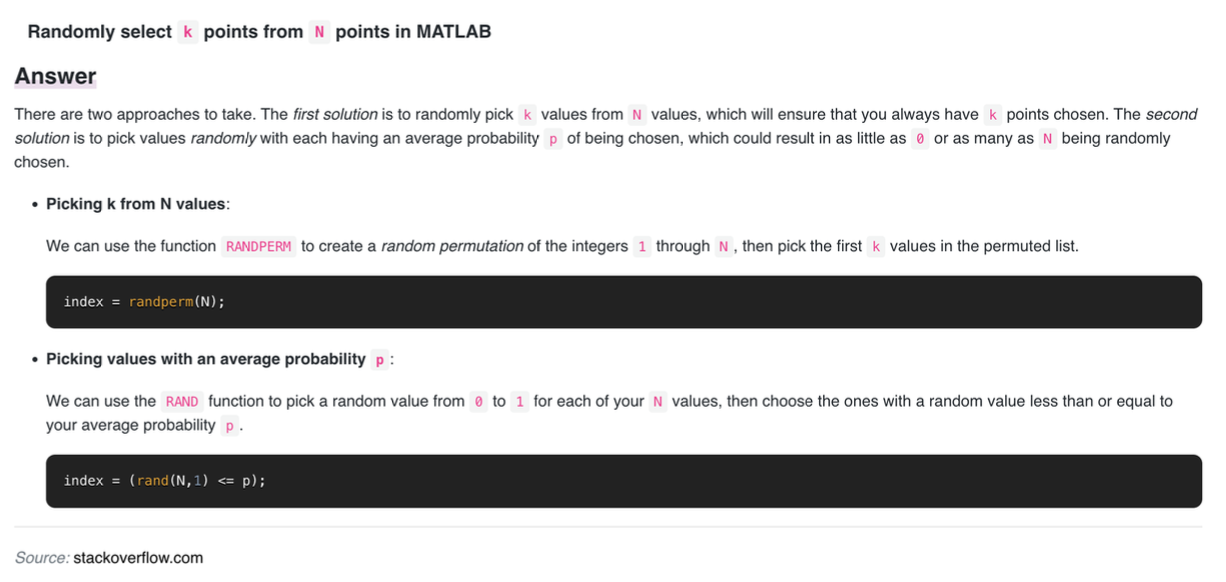 Randomly select k points from N points in MATLAB
Answer
There are two approaches to take. The first solution is to randomly pick k values from N values, which will ensure that you always have k points chosen. The second
solution is to pick values randomly with each having an average probability p of being chosen, which could result in as little as 0 or as many as N being randomly
chosen.
• Picking k from N values:
We can use the function RANDPERM to create a random permutation of the integers 1 through N, then pick the first k values in the permuted list.
index = randperm(N);
• Picking values with an average probability p:
We can use the RAND function to pick a random value from 0 to 1 for each of your N values, then choose the ones with a random value less than or equal to
your average probability p.
index = (rand(N,1) <= p);
Source: stackoverflow.com